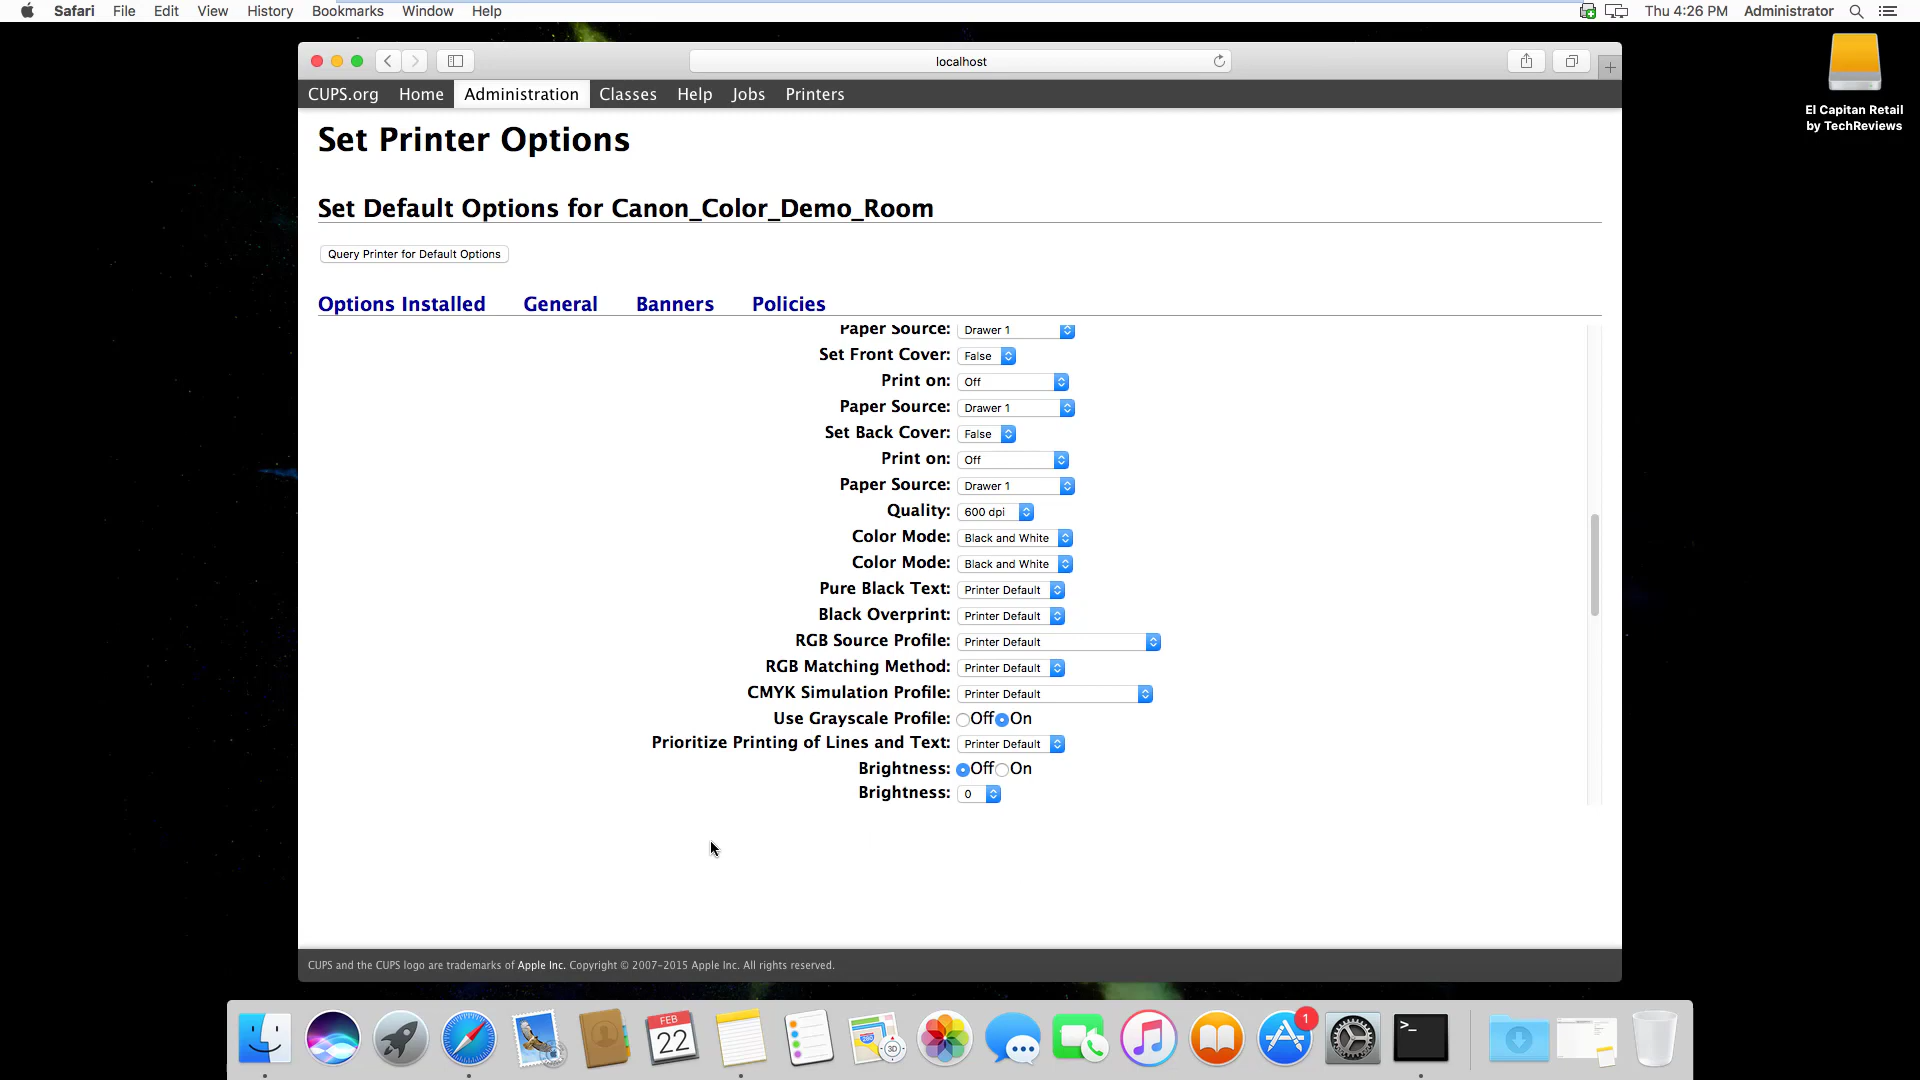 Safari File Edit View History Bookmarks Window Help Thu 4:26 PM Administrator
localhost
CUPS.org Home Administration Classes Help Jobs Printers
El Capitan Retail
by TechReviews
Set Printer Options
Set Default Options for Canon_Color_Demo_Room
Query Printer for Default Options
Options Installed General Banners Policies
Paper Source: Drawer 1
Set Front Cover: False
Print on: Off
Paper Source: Drawer 1
Set Back Cover: False
Print on: Off
Paper Source: Drawer 1
Quality: 600 dpi
Color Mode: Black and White
Color Mode: Black and White
Pure Black Text: Printer Default
Black Overprint: Printer Default
RGB Source Profile: Printer Default
RGB Matching Method: Printer Default
CMYK Simulation Profile: Printer Default
Use Grayscale Profile: Off On
Prioritize Printing of Lines and Text: Printer Default
Brightness: Off On
Brightness: 0
CUPS and the CUPS logo are trademarks of Apple Inc. Copyright © 2007-2015 Apple Inc. All rights reserved.
FEB
22
3D
1
>_